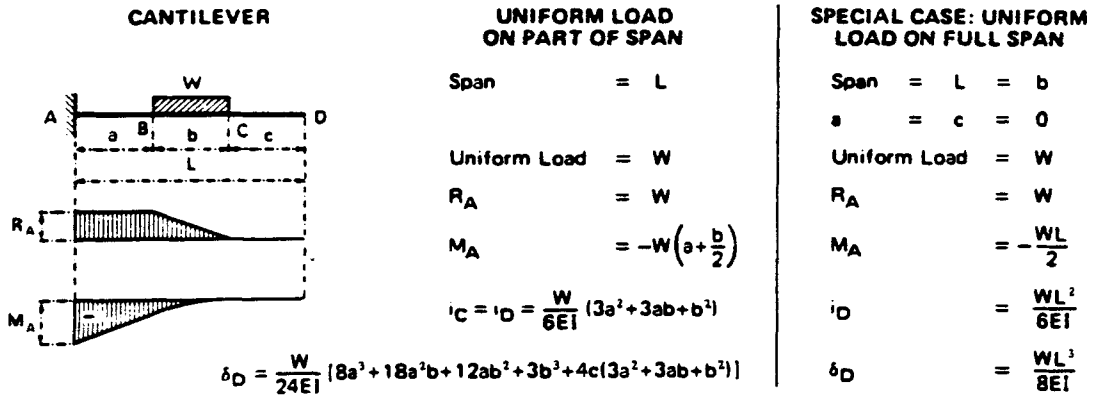 CANTILEVER
W
A
B
C
D
a
b
c
L
R_A
M_A
−
UNIFORM LOAD
ON PART OF SPAN
Span = L
Uniform Load = W
R_A = W
M_A = -W(a+b/2)
i_C = i_D = W/6EI (3a²+3ab+b²)
δ_D = W/24EI [8a³+18a²b+12ab²+3b³+4c(3a²+3ab+b²)]
SPECIAL CASE: UNIFORM
LOAD ON FULL SPAN
Span = L = b
a = c = 0
Uniform Load = W
R_A = W
M_A = -WL/2
i_D = WL²/6EI
δ_D = WL³/8EI